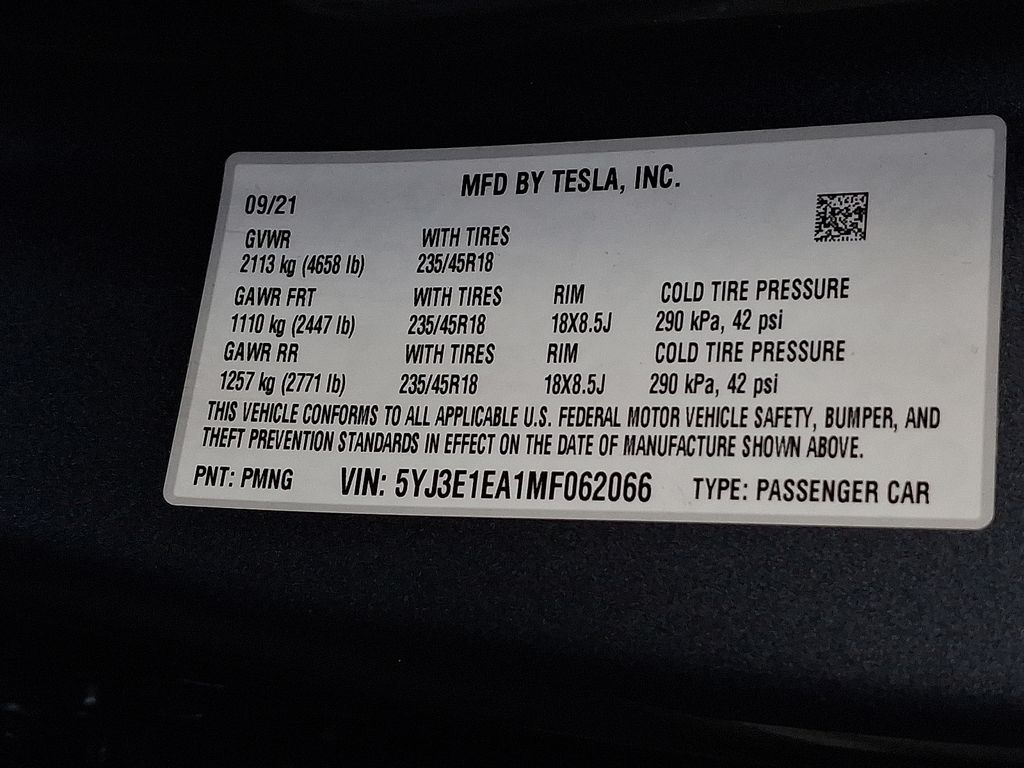 MFD BY TESLA, INC.
09/21
GVWR WITH TIRES
2113 kg (4658 lb) 235/45R18
GAWR FRT WITH TIRES RIM COLD TIRE PRESSURE
1110 kg (2447 lb) 235/45R18 18X8.5J 290 kPa, 42 psi
GAWR RR WITH TIRES RIM COLD TIRE PRESSURE
1257 kg (2771 lb) 235/45R18 18X8.5J 290 kPa, 42 psi
THIS VEHICLE CONFORMS TO ALL APPLICABLE U.S. FEDERAL MOTOR VEHICLE SAFETY, BUMPER, AND
THEFT PREVENTION STANDARDS IN EFFECT ON THE DATE OF MANUFACTURE SHOWN ABOVE.
PNT: PMNG VIN: 5YJ3E1EA1MF062066 TYPE: PASSENGER CAR